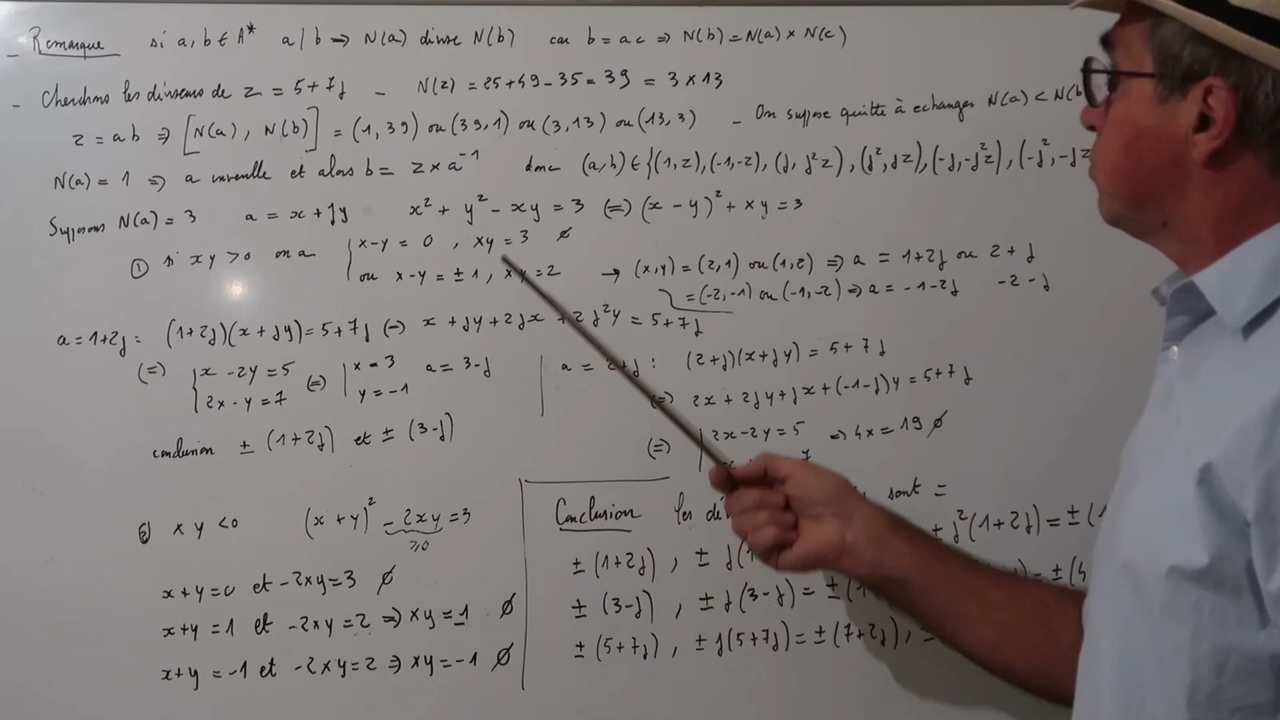 - Remarque si a, b ∈ A* a | b ⇒ N(a) divise N(b) car b = ac ⇒ N(b) = N(a) × N(c)
- Cherchons les diviseurs de z = 5+7j - N(z) = 25+49-35 = 39 = 3×13
z = ab ⇒ [N(a), N(b)] = (1,39) ou (39,1) ou (3,13) ou (13,3) - On suppose quitte à echanger N(a) < N(b
N(a) = 1 ⇒ a inversible et alors b = z × a⁻¹ donc (a,b) ∈ {(1,z), (-1,-z), (j, j²z), (j², jz), (-j, -j²z), (-j², -jz
Supposons N(a) = 3 a = x + jy x² + y² - xy = 3 (=) (x - y)² + xy = 3
① si xy > 0 on a { x-y = 0 , xy = 3 ∅
ou x-y = ±1 , xy = 2 → (x,y) = (2,1) ou (1,2) ⇒ a = 1+2j ou 2+j
= (-2,-1) ou (-1,-2) ⇒ a = -1-2j -2-j
a = 1+2j : (1+2j)(x+jy) = 5+7j (=) x + jy + 2jx + 2j²y = 5+7j
(=) { x - 2y = 5
2x - y = 7 (=) | x = 3
y = -1 a = 3-j
conclusion ± (1+2j) et ± (3-j)
a = 2+j : (2+j)(x+jy) = 5+7j
(=) 2x + 2jy + jx + (-1-j)y = 5+7j
(=) | 2x-2y = 5 ⇒ 4x = 19 ∅
7
② xy < 0 (x+y)² - 2xy = 3
≥0
x+y = 0 et -2xy = 3 ∅
x+y = 1 et -2xy = 2 ⇒ xy = -1 ∅
x+y = -1 et -2xy = 2 ⇒ xy = -1 ∅
Conclusion les sont =
± (1+2j) , ± j(1 ± j²(1+2j) = ± (
± (3-j) , ± j(3-j) = ± (
± (5+7j) , ± j(5+7j) = ± (7+2j) ,